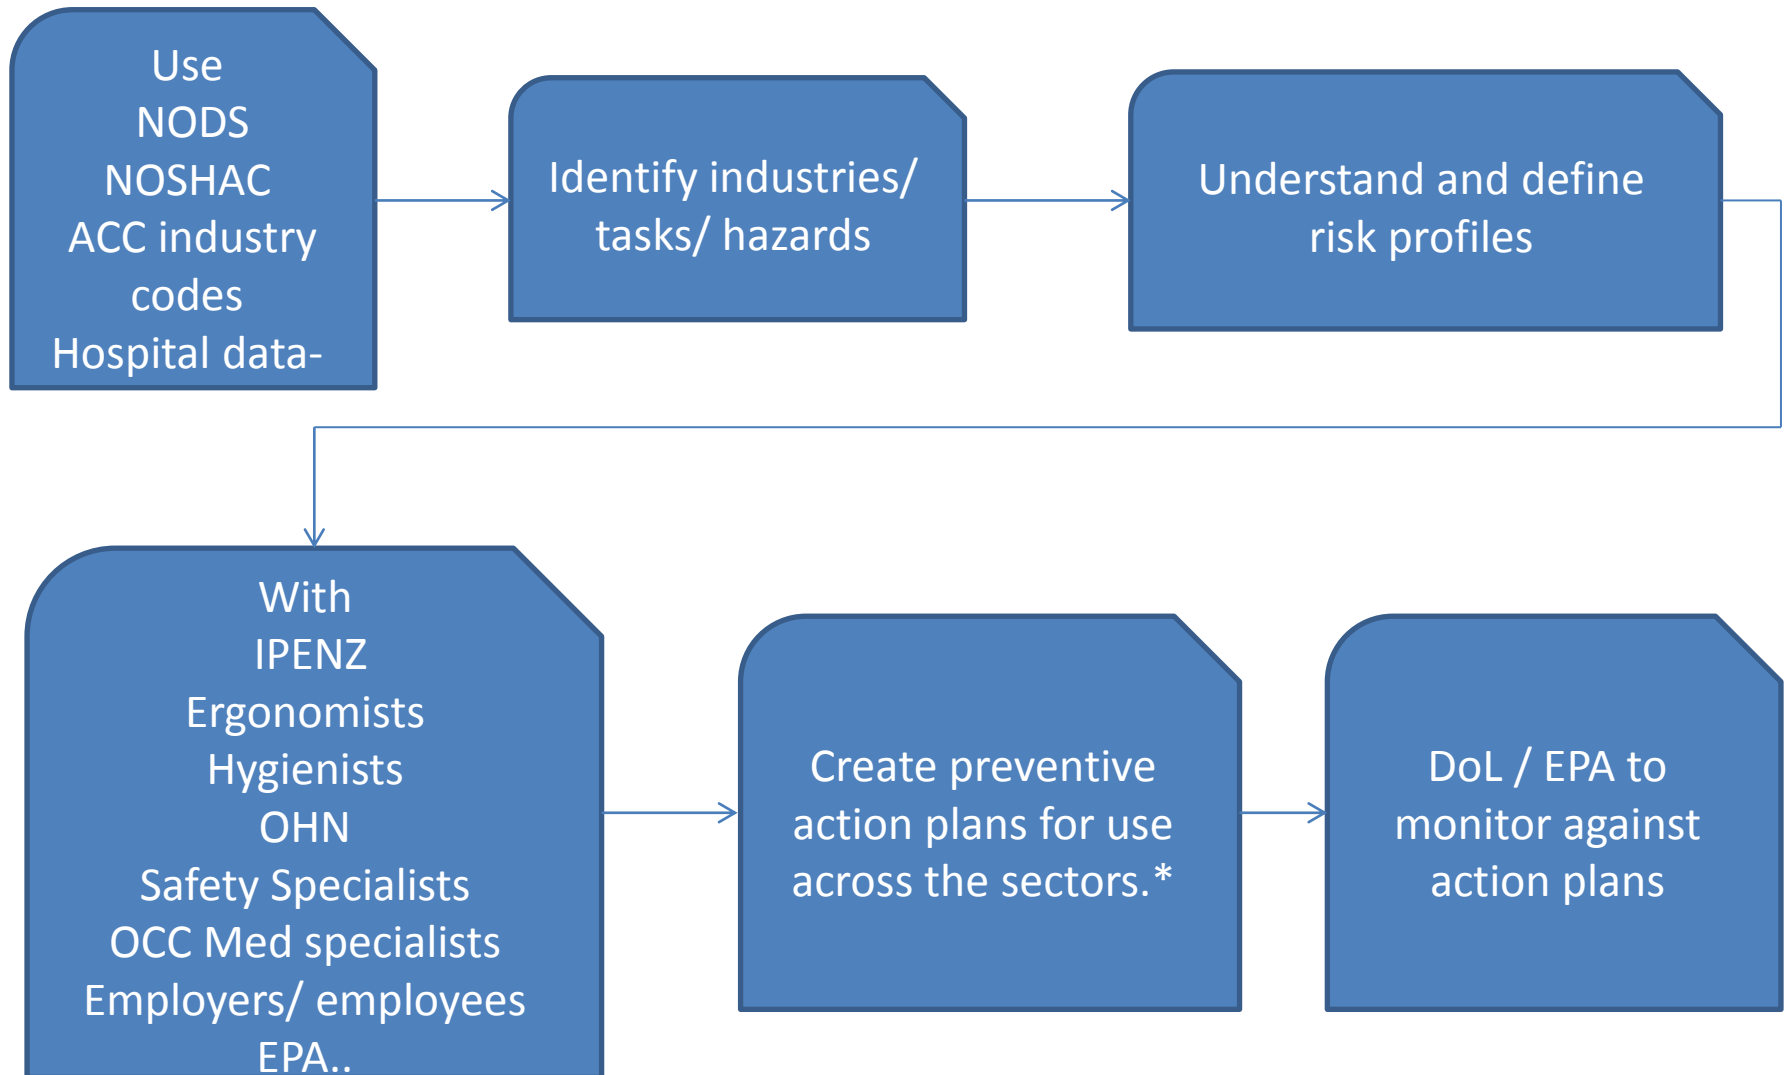 Use
NODS
NOSHAC
ACC industry
codes
Hospital data-
Identify industries/
tasks/ hazards
Understand and define
risk profiles
With
IPENZ
Ergonomists
Hygienists
OHN
Safety Specialists
OCC Med specialists
Employers/ employees
EPA..
Create preventive
action plans for use
across the sectors.*
DoL / EPA to
monitor against
action plans